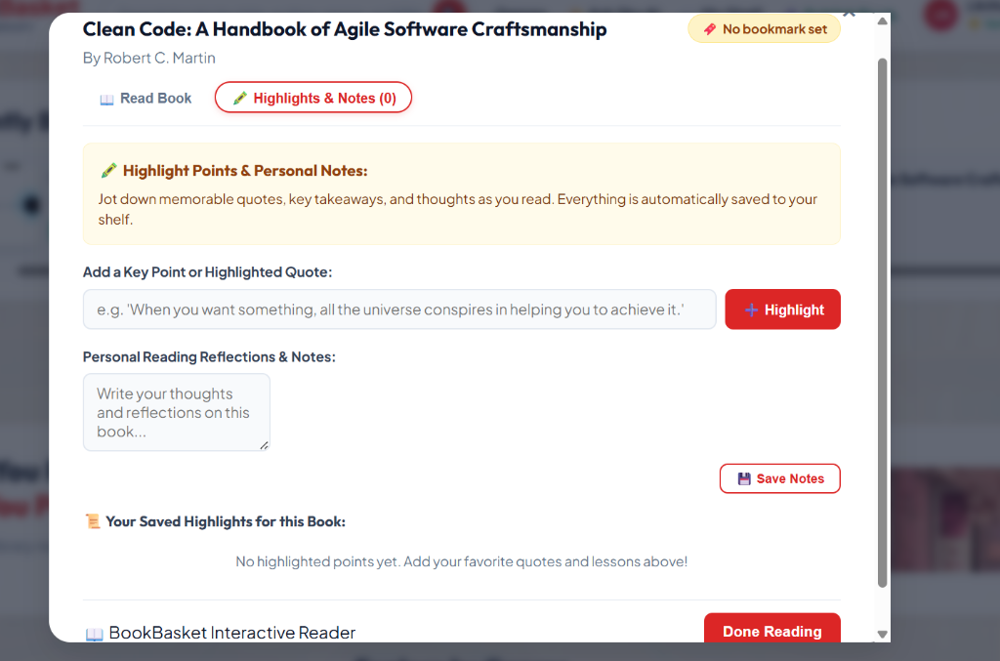 Clean Code: A Handbook of Agile Software Craftsmanship
No bookmark set
By Robert C. Martin
Read Book
Highlights & Notes (0)
Highlight Points & Personal Notes:
Jot down memorable quotes, key takeaways, and thoughts as you read. Everything is automatically saved to your
shelf.
Add a Key Point or Highlighted Quote:
e.g. 'When you want something, all the universe conspires in helping you to achieve it.'
Highlight
Personal Reading Reflections & Notes:
Write your thoughts
and reflections on this
book...
Save Notes
Your Saved Highlights for this Book:
No highlighted points yet. Add your favorite quotes and lessons above!
BookBasket Interactive Reader
Done Reading